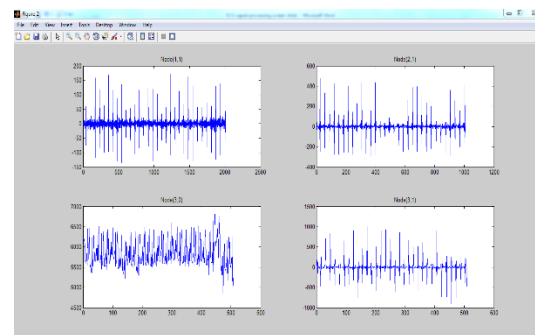 Figure 2
File Edit View Insert Tools Desktop Window Help
Node(1,1)
200
150
100
50
0
-50
-100
-150
0 500 1000 1500 2000 2500
Node(2,1)
600
400
200
0
-200
-400
0 200 400 600 800 1000 1200
Node(3,0)
7000
6500
6000
5500
5000
4500
0 100 200 300 400 500 600
Node(3,1)
1500
1000
500
0
-500
-1000
0 100 200 300 400 500 600